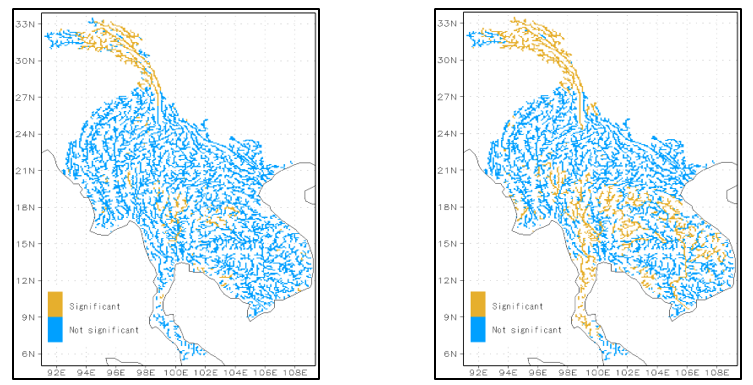 33N
30N
27N
24N
21N
18N
15N
12N
9N
6N
Significant
Not significant
92E 94E 96E 98E 100E 102E 104E 106E 108E
33N
30N
27N
24N
21N
18N
15N
12N
9N
6N
Significant
Not significant
92E 94E 96E 98E 100E 102E 104E 106E 108E